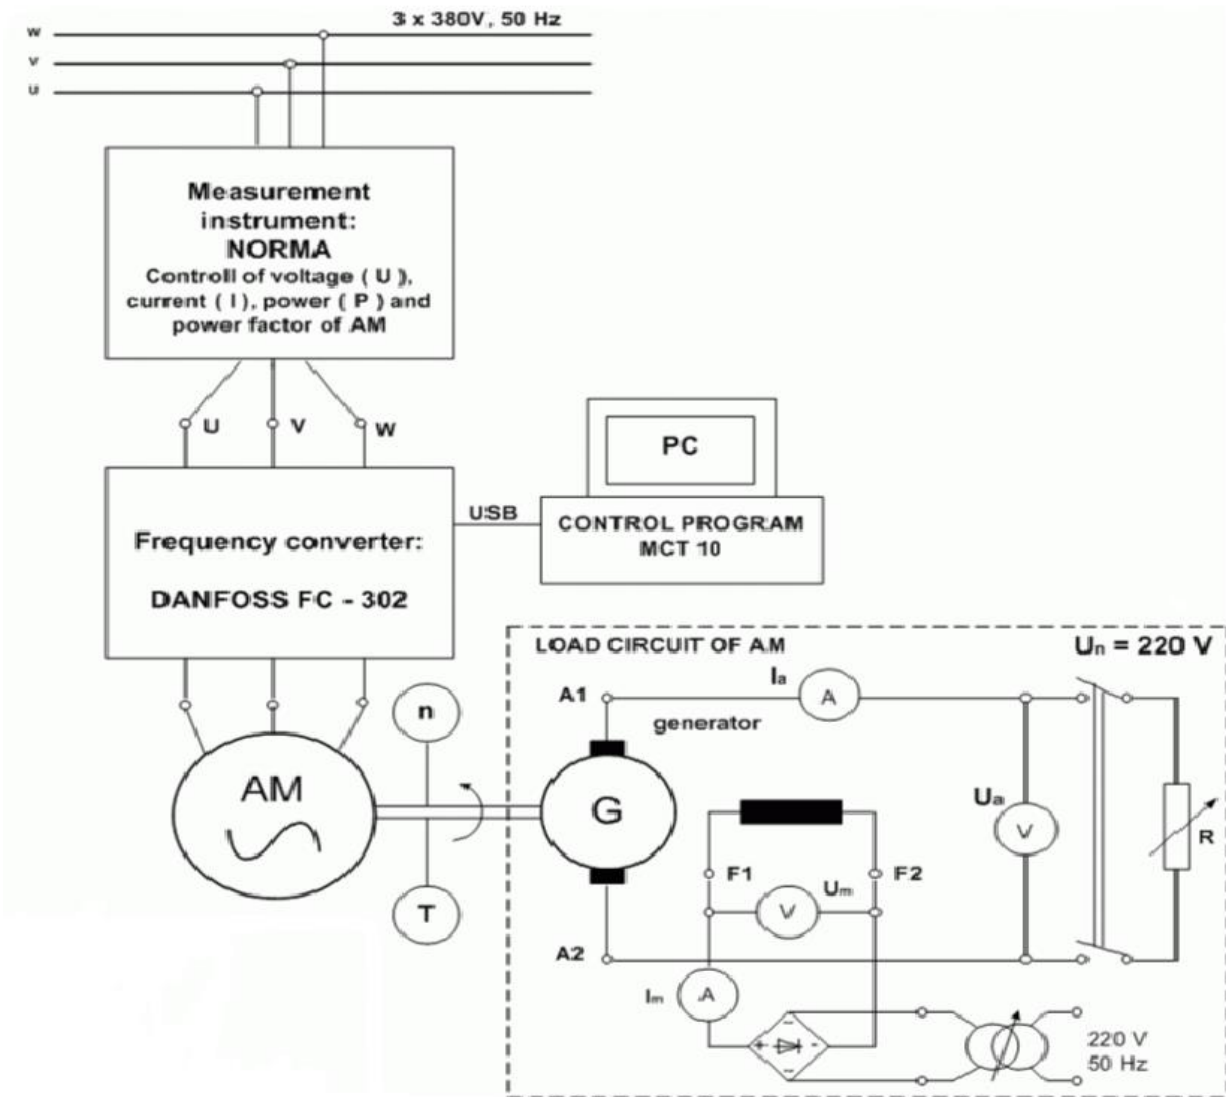 3 x 380V, 50 Hz
w
v
u
Measurement
instrument:
NORMA
Controll of voltage ( U ),
current ( I ), power ( P ) and
power factor of AM
U
V
W
PC
USB
CONTROL PROGRAM
MCT 10
Frequency converter:
DANFOSS FC - 302
LOAD CIRCUIT OF AM
Un = 220 V
A1
Ia
A
generator
n
AM
G
Ua
V
R
F1
F2
Um
V
T
A2
Im
A
+
-
~
~
220 V
50 Hz